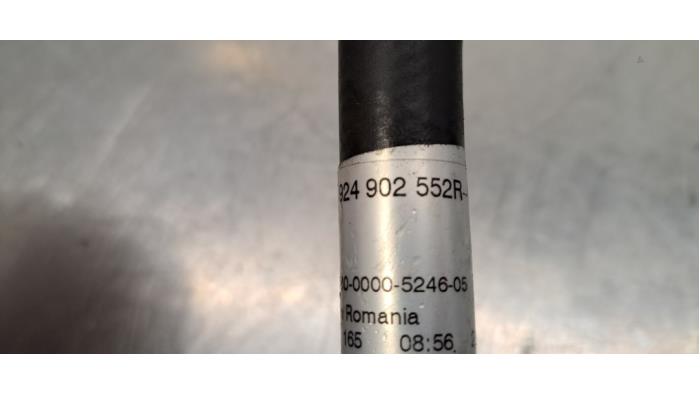 924 902 552R-
0-0000-5246-05
Romania
165 08:56